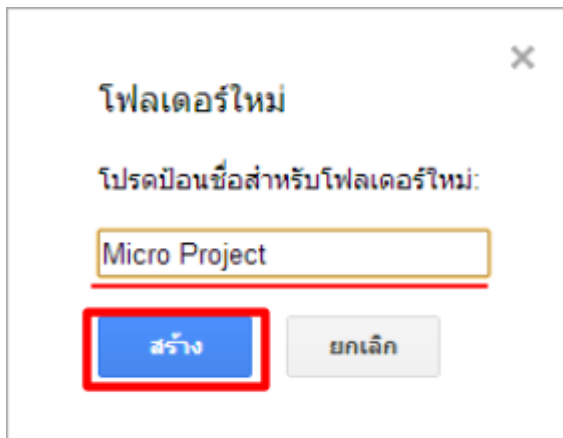 โฟลเดอร์ใหม่
โปรดป้อนชื่อสำหรับโฟลเดอร์ใหม่:
Micro Project
สร้าง
ยกเลิก